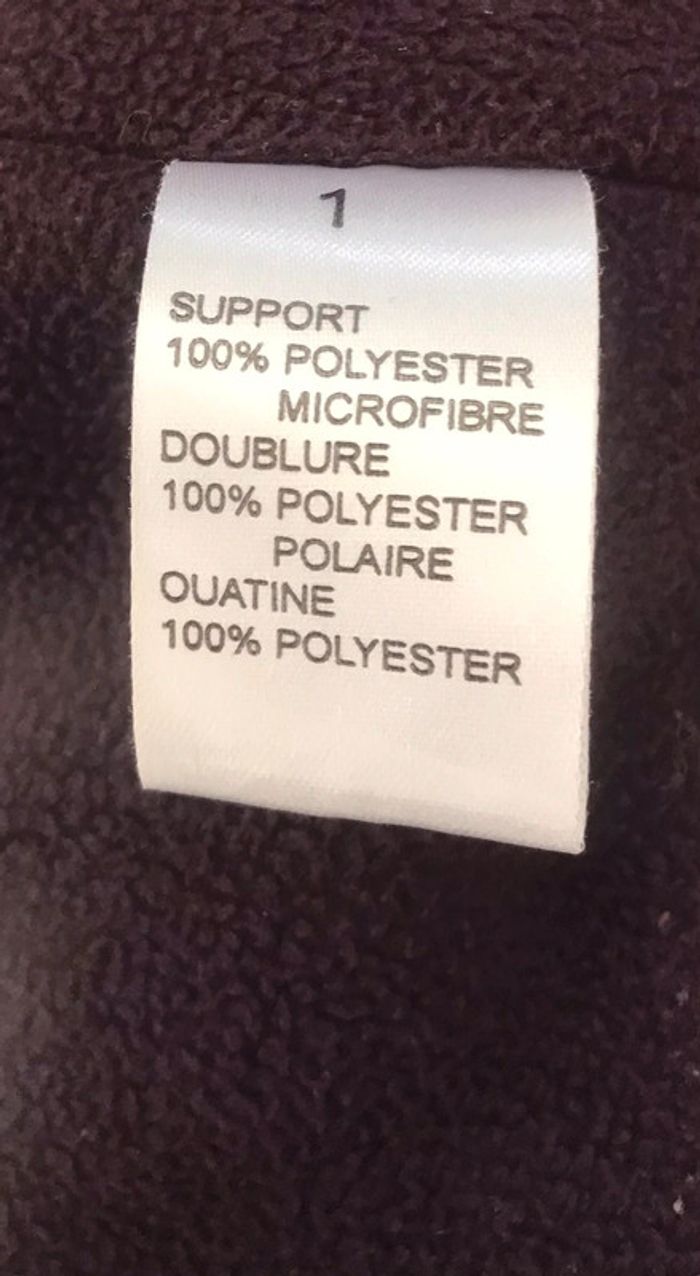 1
SUPPORT
100% POLYESTER
MICROFIBRE
DOUBLURE
100% POLYESTER
POLAIRE
OUATINE
100% POLYESTER